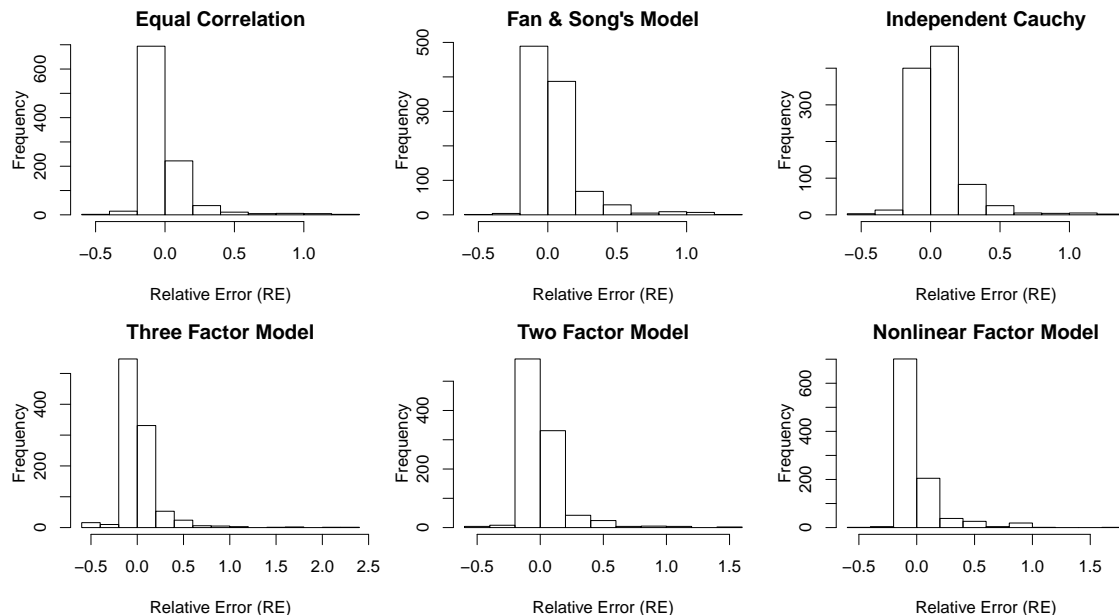 Equal Correlation
Frequency
0 200 400 600
−0.5 0.0 0.5 1.0
Relative Error (RE)
Fan & Song's Model
Frequency
0 100 200 300 400 500
−0.5 0.0 0.5 1.0
Relative Error (RE)
Independent Cauchy
Frequency
0 100 300
−0.5 0.0 0.5 1.0
Relative Error (RE)
Three Factor Model
Frequency
0 200 400
−0.5 0.0 0.5 1.0 1.5 2.0 2.5
Relative Error (RE)
Two Factor Model
Frequency
0 200 400
−0.5 0.0 0.5 1.0 1.5
Relative Error (RE)
Nonlinear Factor Model
Frequency
0 200 400 600
−0.5 0.0 0.5 1.0 1.5
Relative Error (RE)